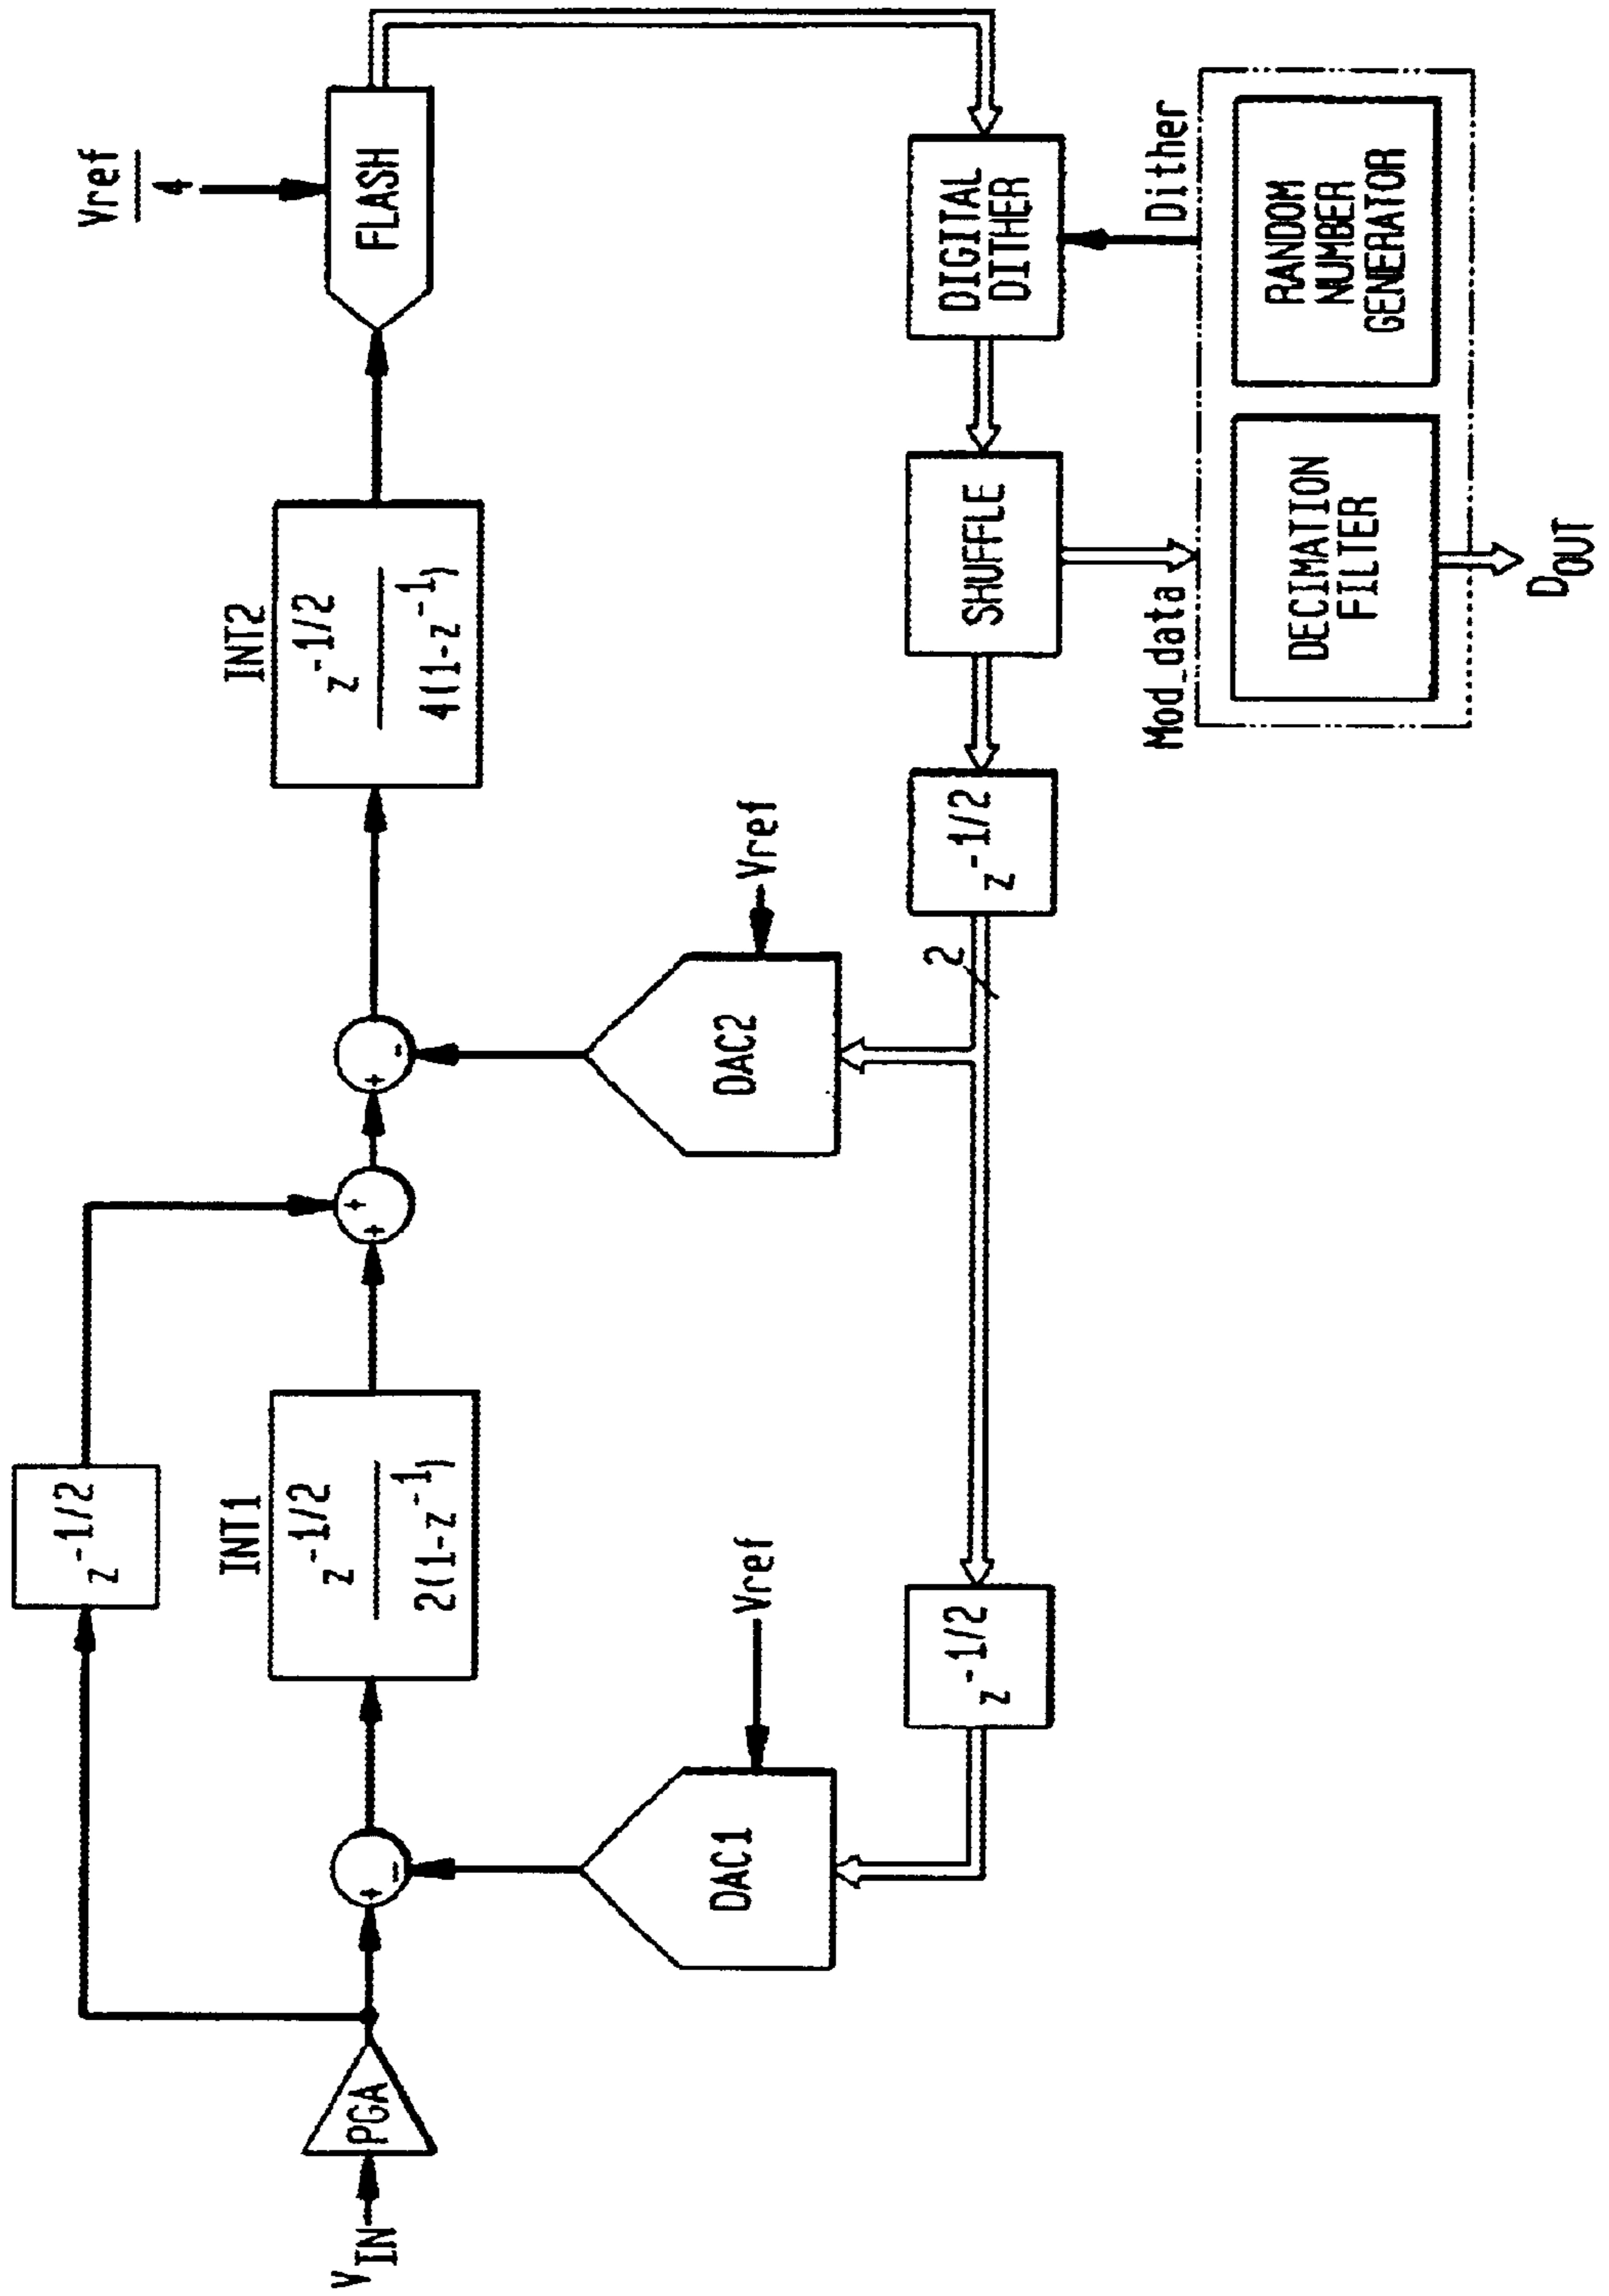 V_IN
PGA
z^-1/2
INT1
z^-1/2
2(1-z^-1)
+
-
+
+
+
-
INT2
z^-1/2
4(1-z^-1)
Vref
4
FLASH
DAC1
Vref
DAC2
Vref
z^-1/2
2
z^-1/2
SHUFFLE
DIGITAL
DITHER
Mod_data
Dither
DECIMATION
FILTER
RANDOM
NUMBER
GENERATOR
D_OUT